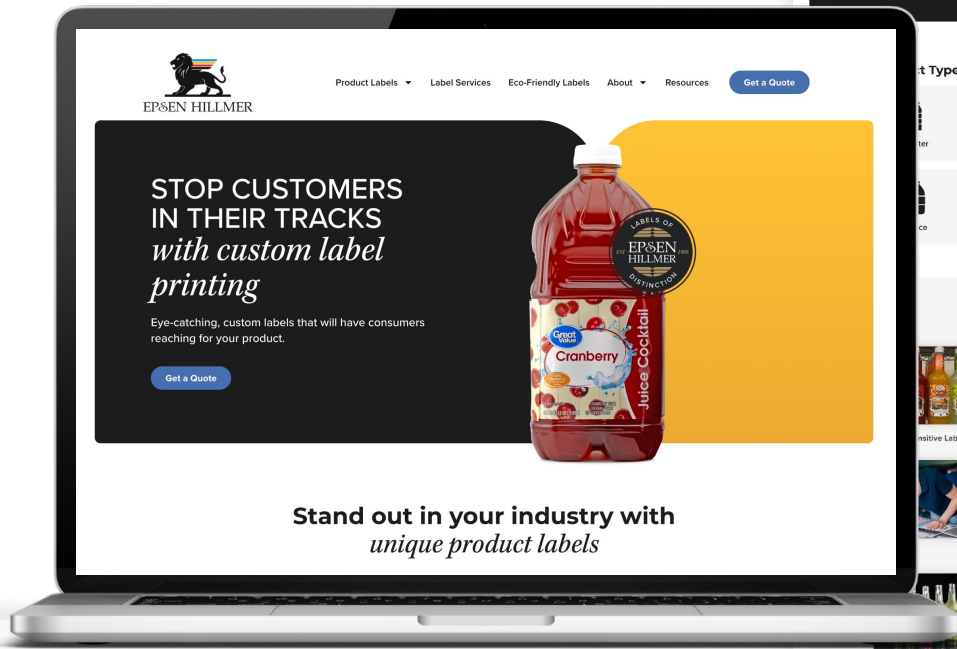 EPSEN HILLMER
Product Labels
Label Services
Eco-Friendly Labels
About
Resources
Get a Quote
STOP CUSTOMERS
IN THEIR TRACKS
with custom label
printing
Eye-catching, custom labels that will have consumers
reaching for your product.
Get a Quote
LABELS OF
EST EPSEN
HILLMER
DISTINCTION
Great
Value
Cranberry
Juice Cocktail
Stand out in your industry with
unique product labels
t Type
ter
ce
nsitive Lab